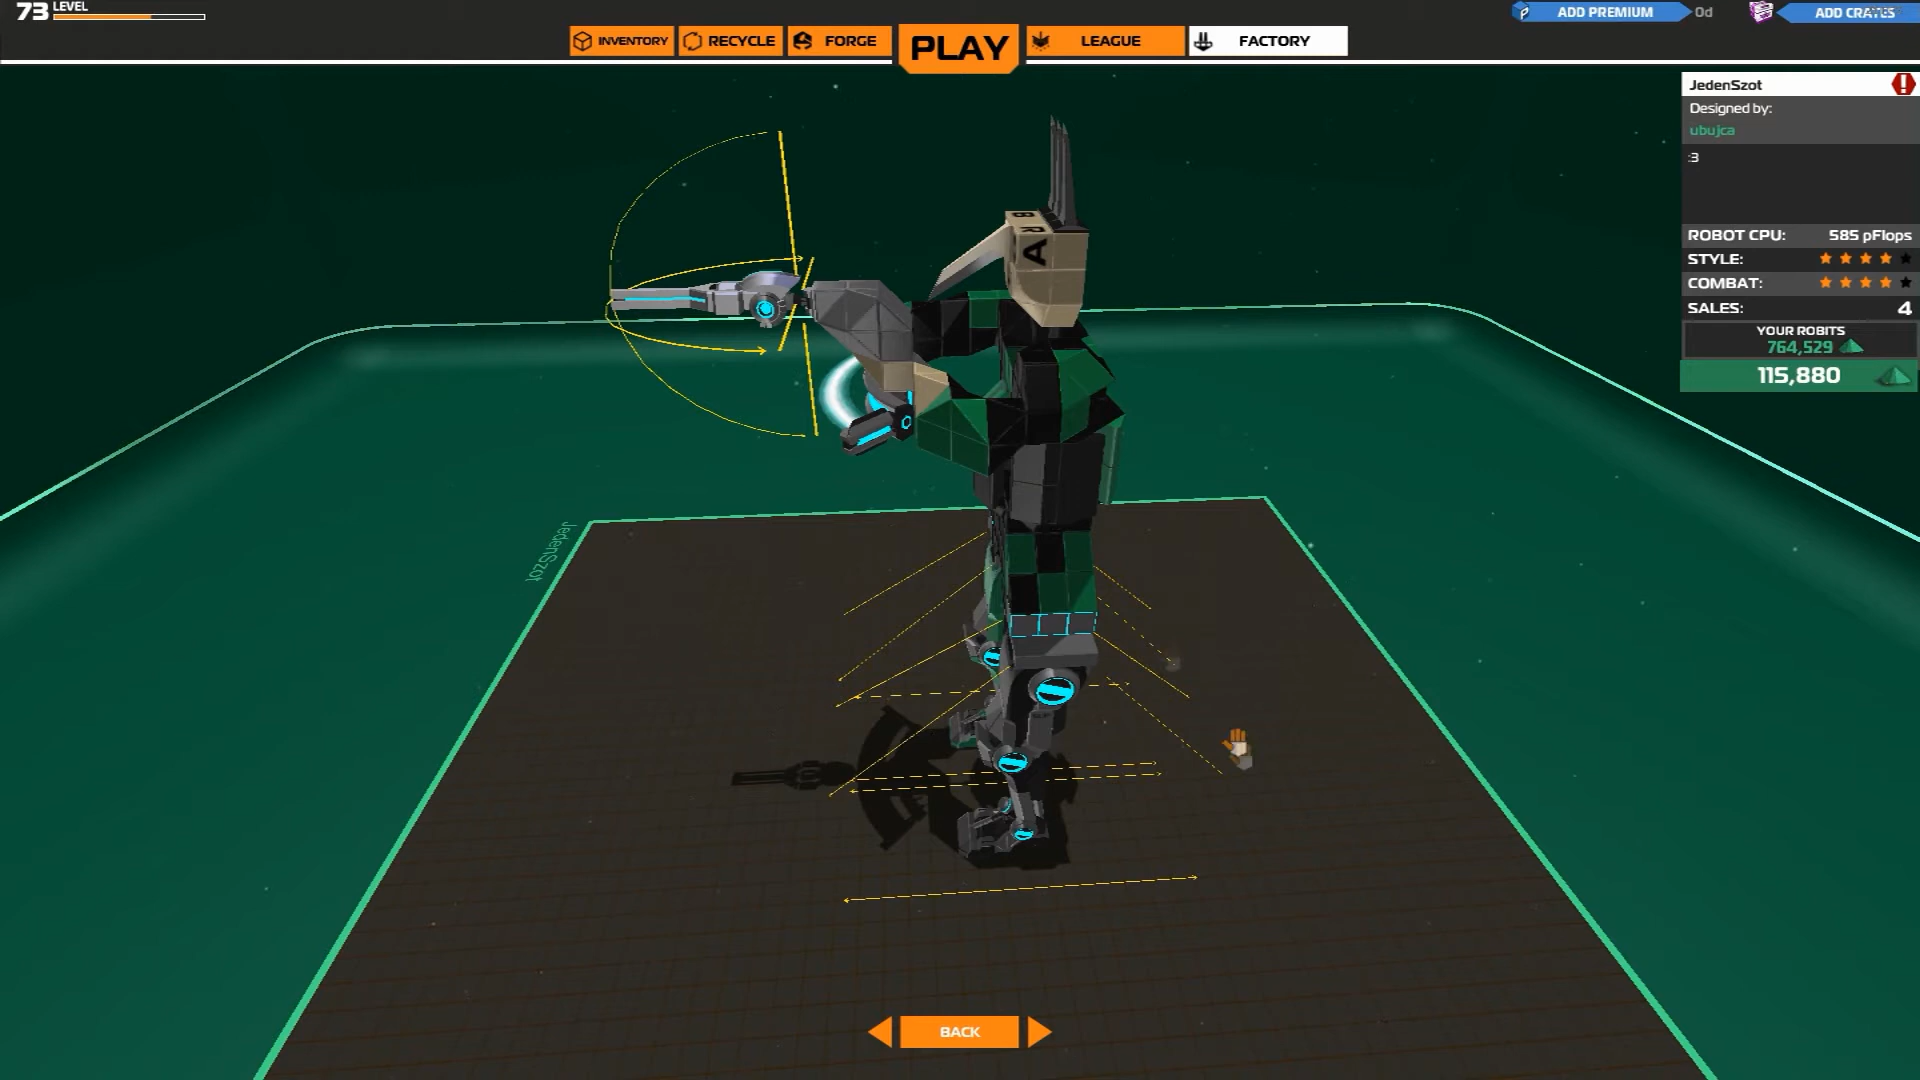 73 LEVEL
ADD PREMIUM
0d
ADD CRATES
INVENTORY
RECYCLE
FORGE
PLAY
LEAGUE
FACTORY
JedenSzot
Designed by:
ubujca
:3
ROBOT CPU: 585 pFlops
STYLE:
COMBAT:
SALES: 4
YOUR ROBITS
764,529
115,880
B
R
A
JedenSzot
BACK